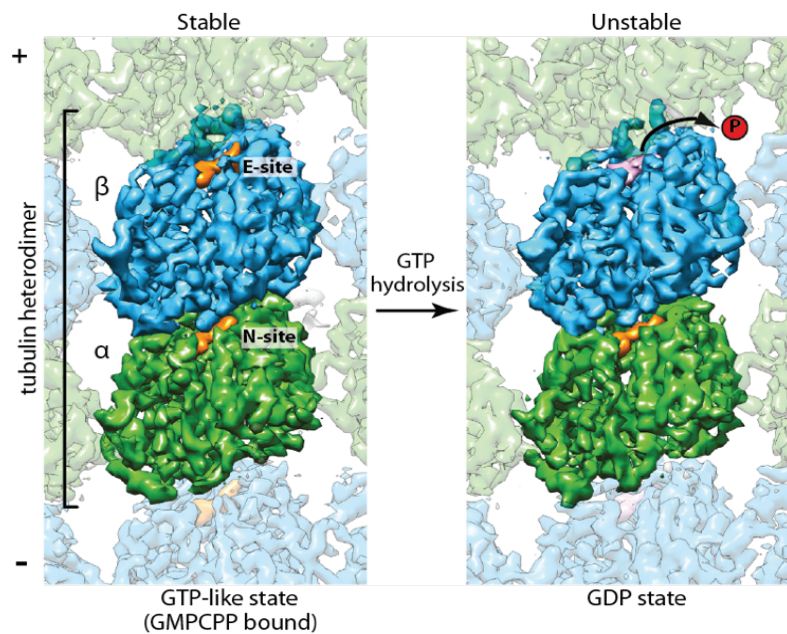 Stable
Unstable
+
β
E-site
P
tubulin heterodimer
GTP
hydrolysis
α
N-site
-
GTP-like state
(GMPCPP bound)
GDP state